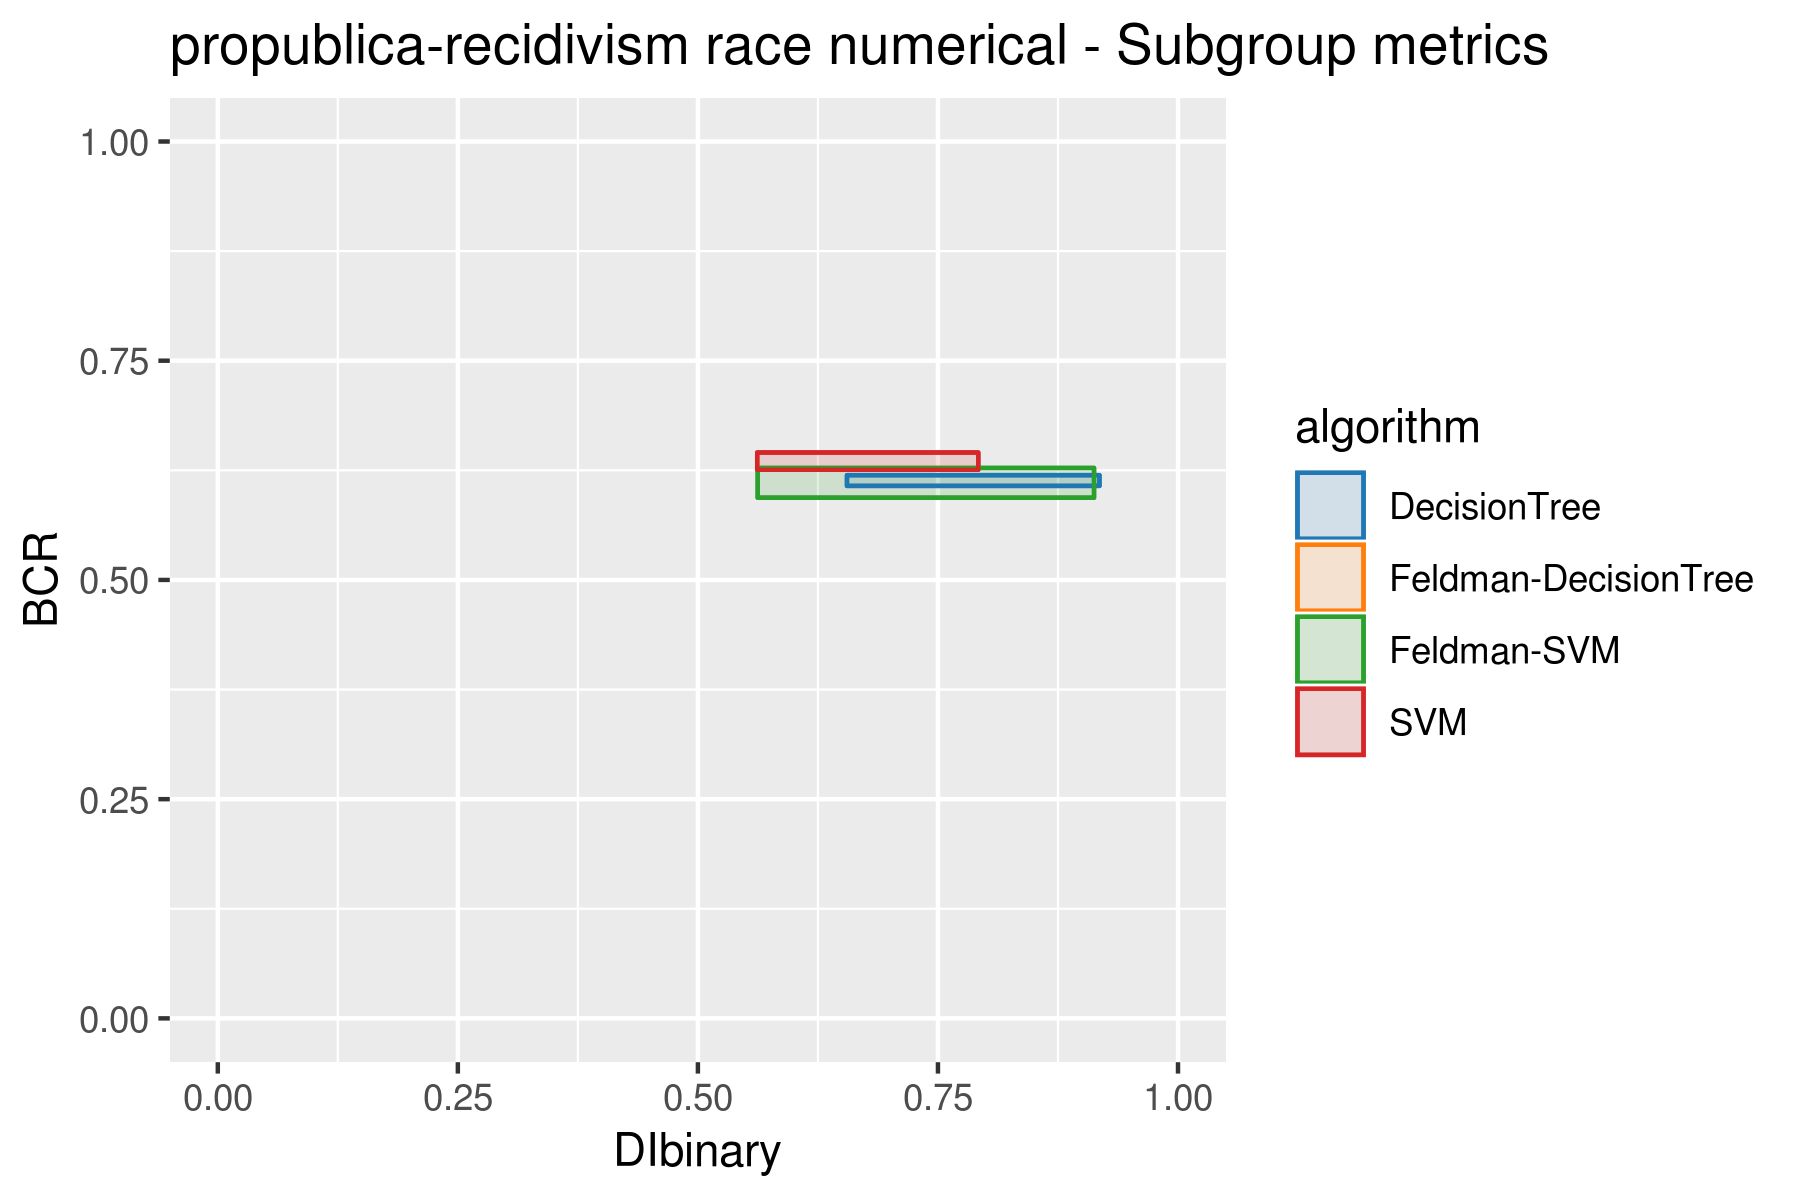 propublica-recidivism race numerical - Subgroup metrics
1.00
0.75
0.50
0.25
0.00
BCR
0.00 0.25 0.50 0.75 1.00
DIbinary
algorithm
DecisionTree
Feldman-DecisionTree
Feldman-SVM
SVM